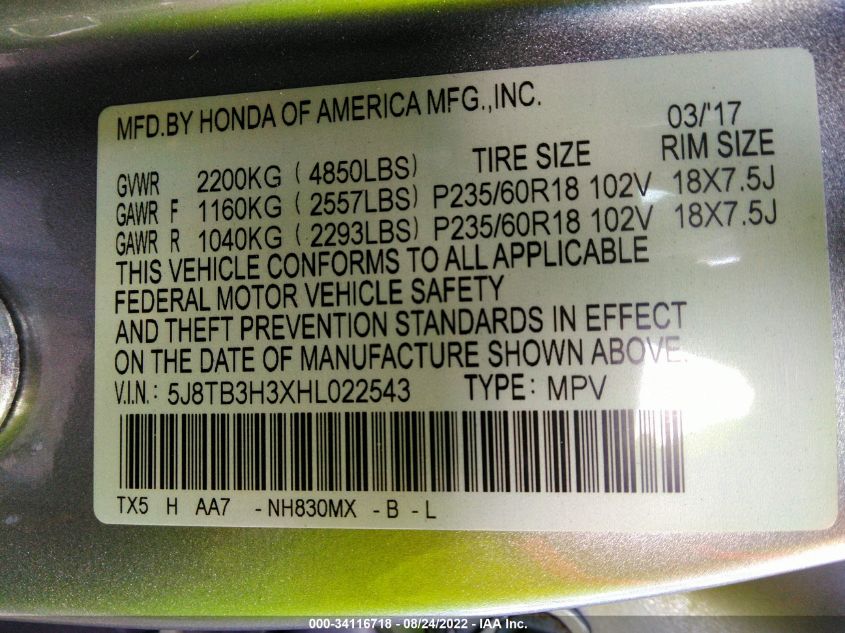 MFD.BY HONDA OF AMERICA MFG.,INC. 03/'17
TIRE SIZE RIM SIZE
GVWR 2200KG ( 4850LBS)
GAWR F 1160KG ( 2557LBS) P235/60R18 102V 18X7.5J
GAWR R 1040KG ( 2293LBS) P235/60R18 102V 18X7.5J
THIS VEHICLE CONFORMS TO ALL APPLICABLE
FEDERAL MOTOR VEHICLE SAFETY
AND THEFT PREVENTION STANDARDS IN EFFECT
ON THE DATE OF MANUFACTURE SHOWN ABOVE.
V.I.N.: 5J8TB3H3XHL022543 TYPE: MPV
TX5 H AA7 -NH830MX -B -L
000-34116718 - 08/24/2022 - IAA Inc.